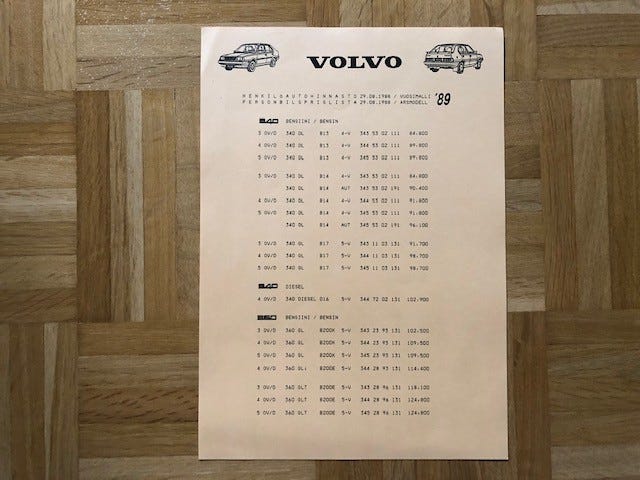 VOLVO
HENKILÖAUTOHINNASTO 29.08.1988 / VUOSIMALLI '89
PERSONBILSPRISLISTA 29.08.1988 / ÅRSMODELL
340 BENSIINI / BENSIN
3 OV/D 340 DL B13 4-V 343 53 02 111 84.800
4 OV/D 340 DL B13 4-V 344 53 02 111 89.800
5 OV/D 340 DL B13 4-V 345 53 02 111 89.800
3 OV/D 340 DL B14 4-V 343 53 02 111 84.800
340 DL B14 AUT 343 53 02 191 90.400
4 OV/D 340 DL B14 4-V 344 53 02 111 91.800
5 OV/D 340 DL B14 4-V 345 53 02 111 91.800
340 DL B14 AUT 345 53 02 191 96.100
3 OV/D 340 DL B17 5-V 343 11 03 131 91.700
4 OV/D 340 DL B17 5-V 344 11 03 131 98.700
5 OV/D 340 DL B17 5-V 345 11 03 131 98.700
340 DIESEL
4 OV/D 340 DIESEL D16 5-V 344 72 02 131 102.900
360 BENSIINI / BENSIN
3 OV/D 360 GL B200K 5-V 343 23 93 131 102.500
4 OV/D 360 GL B200K 5-V 344 23 93 131 109.500
5 OV/D 360 GL B200K 5-V 345 23 93 131 109.500
4 OV/D 360 GLi B200E 5-V 344 28 93 131 114.400
3 OV/D 360 GLT B200E 5-V 343 28 96 131 118.100
4 OV/D 360 GLT B200E 5-V 344 28 96 131 124.800
5 OV/D 360 GLT B200E 5-V 345 28 96 131 124.800